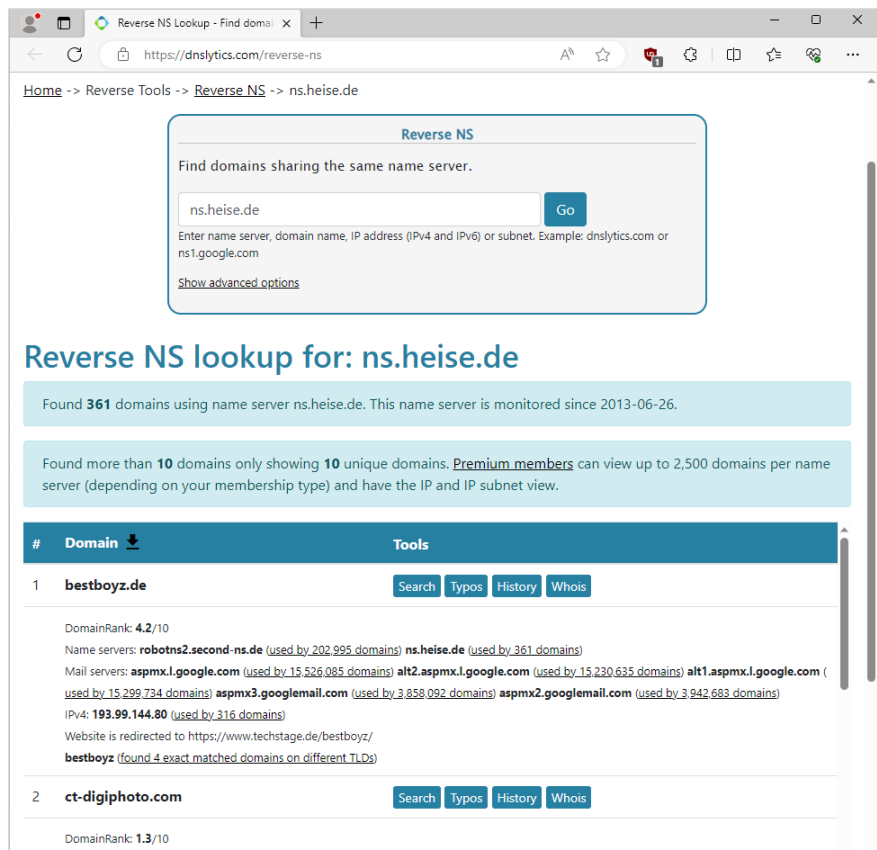 Reverse NS Lookup - Find domai
https://dnslytics.com/reverse-ns
1
Home -> Reverse Tools -> Reverse NS -> ns.heise.de
Reverse NS
Find domains sharing the same name server.
ns.heise.de Go
Enter name server, domain name, IP address (IPv4 and IPv6) or subnet. Example: dnslytics.com or
ns1.google.com
Show advanced options
Reverse NS lookup for: ns.heise.de
Found 361 domains using name server ns.heise.de. This name server is monitored since 2013-06-26.
Found more than 10 domains only showing 10 unique domains. Premium members can view up to 2,500 domains per name
server (depending on your membership type) and have the IP and IP subnet view.
# Domain Tools
1 bestboyz.de Search Typos History Whois
DomainRank: 4.2/10
Name servers: robotns2.second-ns.de (used by 202,995 domains) ns.heise.de (used by 361 domains)
Mail servers: aspmx.l.google.com (used by 15,526,085 domains) alt2.aspmx.l.google.com (used by 15,230,635 domains) alt1.aspmx.l.google.com (
used by 15,299,734 domains) aspmx3.googlemail.com (used by 3,858,092 domains) aspmx2.googlemail.com (used by 3,942,683 domains)
IPv4: 193.99.144.80 (used by 316 domains)
Website is redirected to https://www.techstage.de/bestboyz/
bestboyz (found 4 exact matched domains on different TLDs)
2 ct-digiphoto.com Search Typos History Whois
DomainRank: 1.3/10